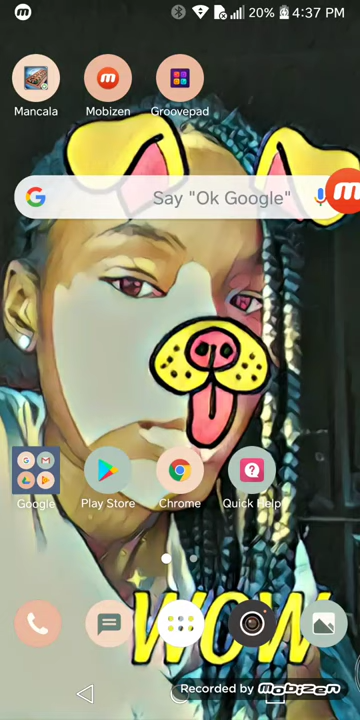 20% 4:37 PM
Mancala Mobizen Groovepad
Say "Ok Google"
Google Play Store Chrome Quick Help
WOW
Recorded by Mobizen